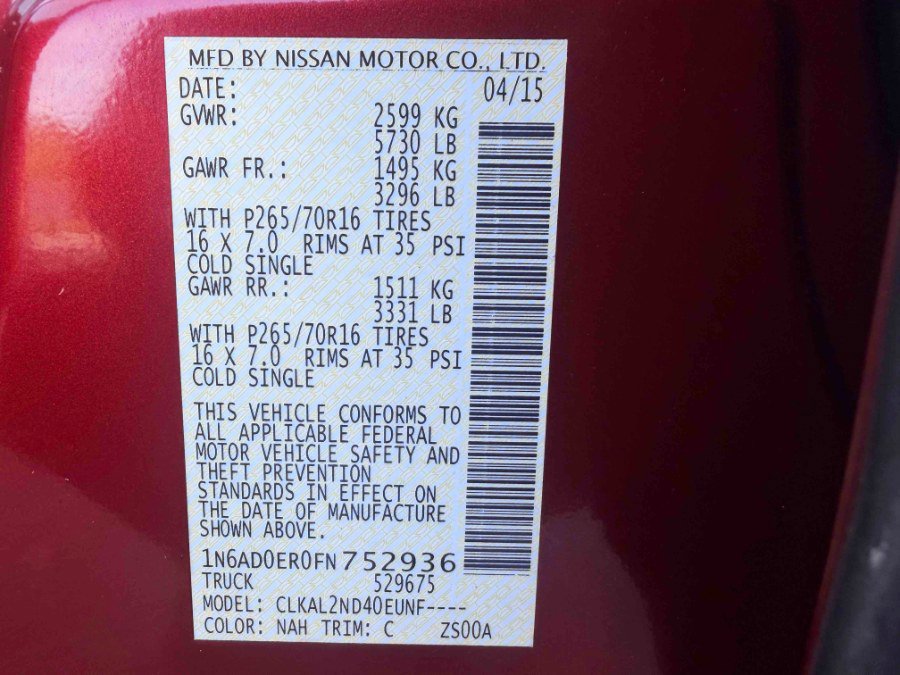 MFD BY NISSAN MOTOR CO., LTD.
DATE: 04/15
GVWR: 2599 KG
5730 LB
GAWR FR.: 1495 KG
3296 LB
WITH P265/70R16 TIRES
16 X 7.0 RIMS AT 35 PSI
COLD SINGLE
GAWR RR.: 1511 KG
3331 LB
WITH P265/70R16 TIRES
16 X 7.0 RIMS AT 35 PSI
COLD SINGLE
THIS VEHICLE CONFORMS TO
ALL APPLICABLE FEDERAL
MOTOR VEHICLE SAFETY AND
THEFT PREVENTION
STANDARDS IN EFFECT ON
THE DATE OF MANUFACTURE
SHOWN ABOVE.
1N6AD0ER0FN752936
TRUCK 529675
MODEL: CLKAL2ND40EUNF----
COLOR: NAH TRIM: C ZS00A